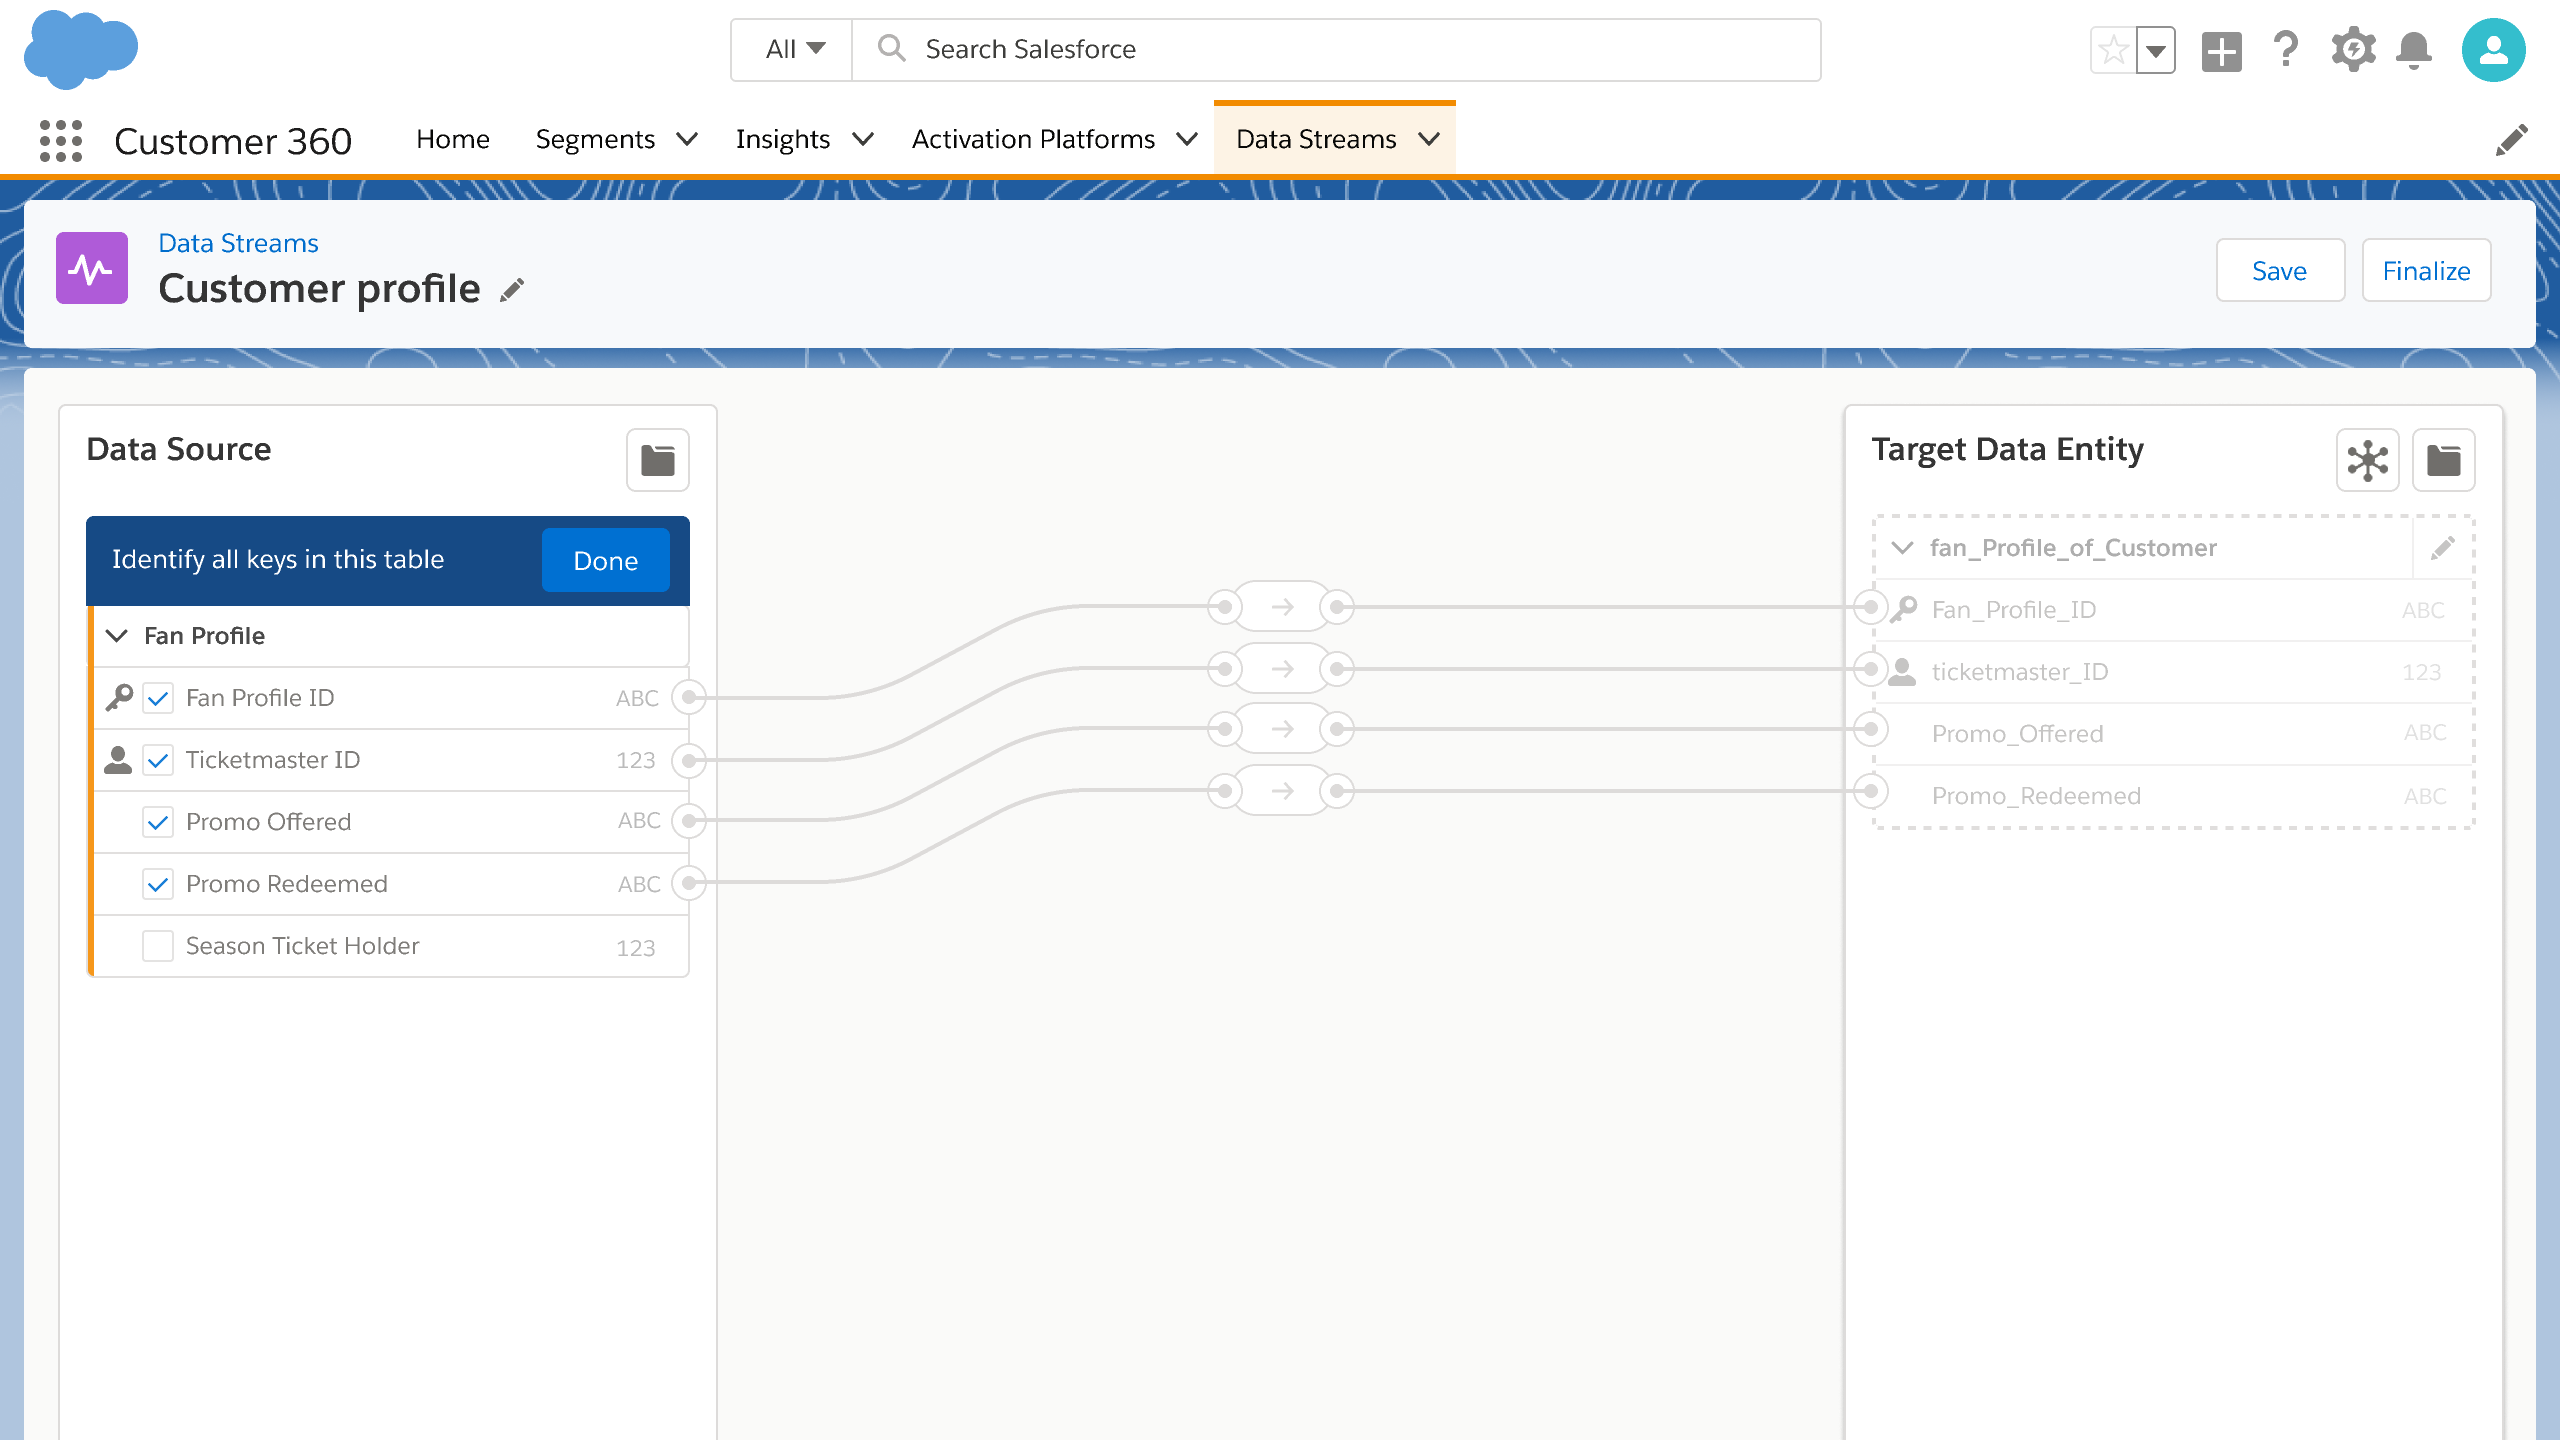 All
Search Salesforce
Customer 360
Home
Segments
Insights
Activation Platforms
Data Streams
Data Streams
Customer profile
Save
Finalize
Data Source
Identify all keys in this table
Done
Fan Profile
Fan Profile ID ABC
Ticketmaster ID 123
Promo Offered ABC
Promo Redeemed ABC
Season Ticket Holder 123
Target Data Entity
fan_Profile_of_Customer
Fan_Profile_ID ABC
ticketmaster_ID 123
Promo_Offered ABC
Promo_Redeemed ABC